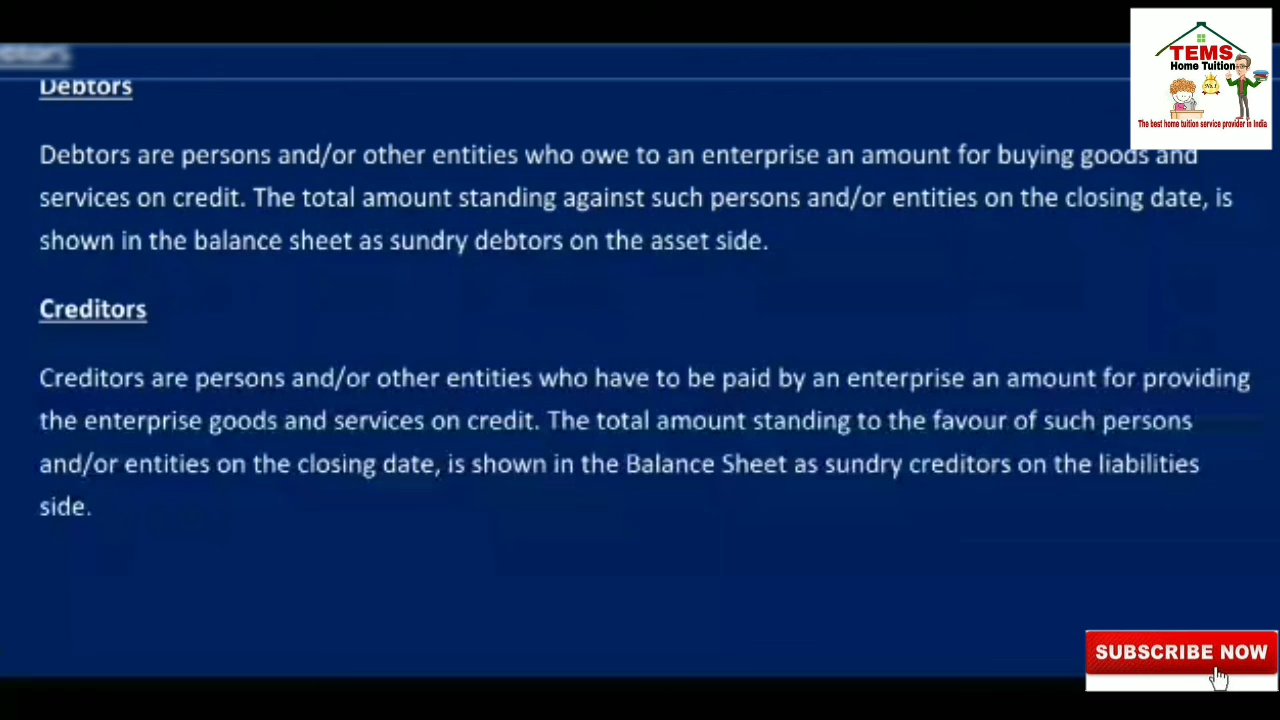 TEMS
Home Tuition
No.1
The best home tuition service provider in India
Debtors
Debtors are persons and/or other entities who owe to an enterprise an amount for buying goods and
services on credit. The total amount standing against such persons and/or entities on the closing date, is
shown in the balance sheet as sundry debtors on the asset side.
Creditors
Creditors are persons and/or other entities who have to be paid by an enterprise an amount for providing
the enterprise goods and services on credit. The total amount standing to the favour of such persons
and/or entities on the closing date, is shown in the Balance Sheet as sundry creditors on the liabilities
side.
SUBSCRIBE NOW